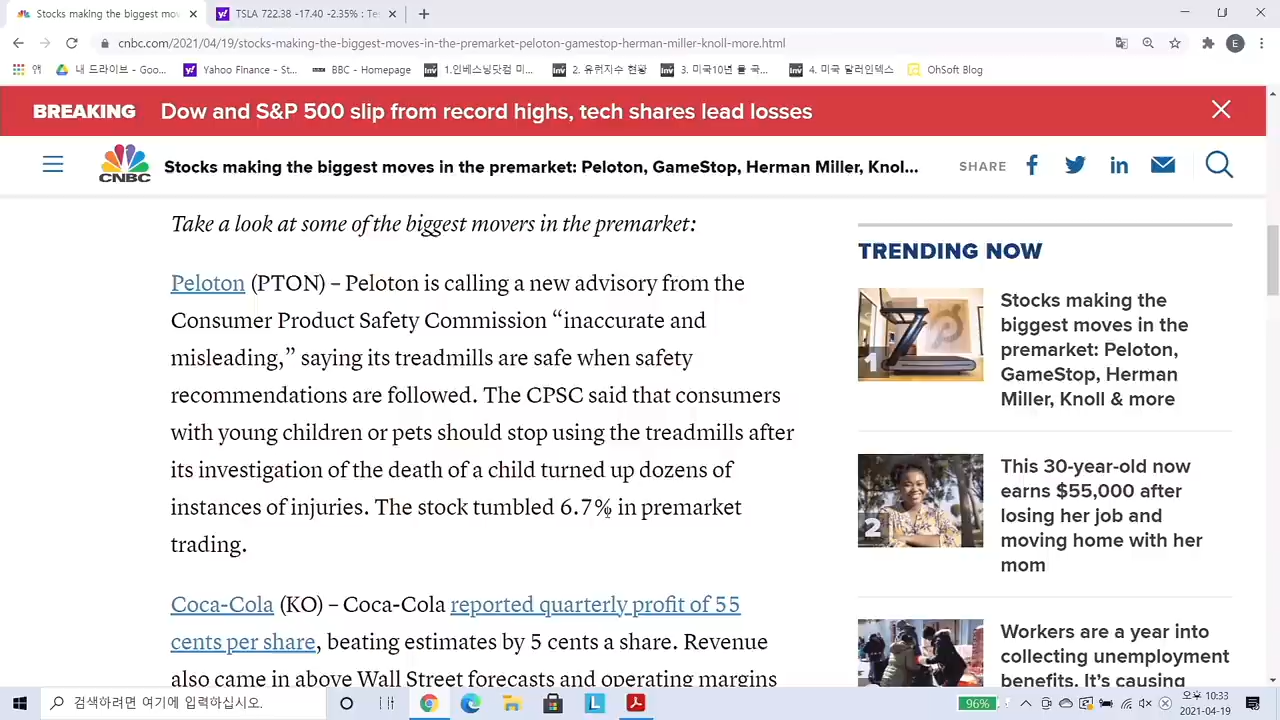 Stocks making the biggest mov
TSLA 722.38 -17.40 -2.35% : Te
cnbc.com/2021/04/19/stocks-making-the-biggest-moves-in-the-premarket-peloton-gamestop-herman-miller-knoll-more.html
E
앱
내 드라이브 - Goo...
Yahoo Finance - St...
BBC - Homepage
Inv
1.인베스팅닷컴 미...
Inv
2. 유뤼지수 현황
Inv
3. 미국10년 물 국...
Inv
4. 미국 달러인덱스
OhSoft Blog
BREAKING Dow and S&P 500 slip from record highs, tech shares lead losses
CNBC
Stocks making the biggest moves in the premarket: Peloton, GameStop, Herman Miller, Knol...
SHARE
Take a look at some of the biggest movers in the premarket:
Peloton (PTON) – Peloton is calling a new advisory from the
Consumer Product Safety Commission “inaccurate and
misleading,” saying its treadmills are safe when safety
recommendations are followed. The CPSC said that consumers
with young children or pets should stop using the treadmills after
its investigation of the death of a child turned up dozens of
instances of injuries. The stock tumbled 6.7% in premarket
trading.
Coca-Cola (KO) – Coca-Cola reported quarterly profit of 55
cents per share, beating estimates by 5 cents a share. Revenue
also came in above Wall Street forecasts and operating margins
TRENDING NOW
1
Stocks making the
biggest moves in the
premarket: Peloton,
GameStop, Herman
Miller, Knoll & more
2
This 30-year-old now
earns $55,000 after
losing her job and
moving home with her
mom
Workers are a year into
collecting unemployment
benefits. It’s causing
검색하려면 여기에 입력하십시오.
L
96%
오후 10:33
2021-04-19